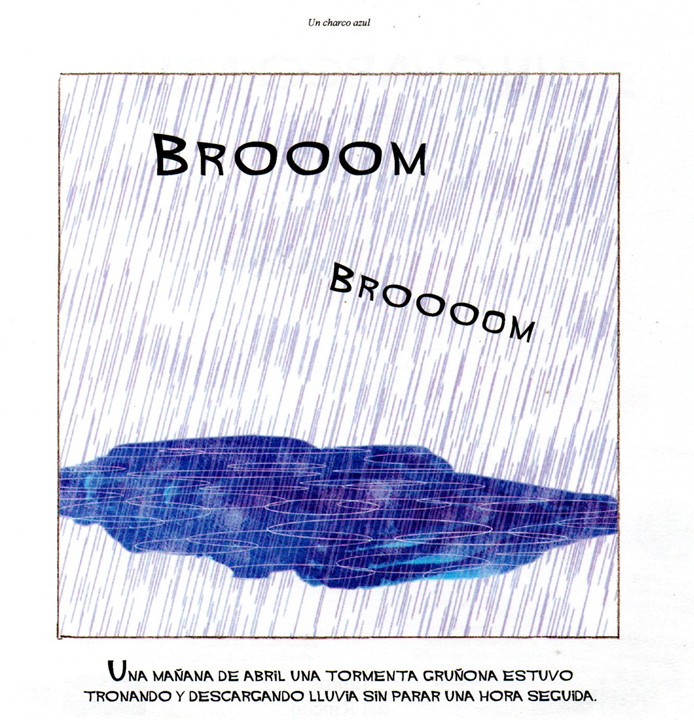 Un charco azul
BROOOM
BROOOOM
UNA MAÑANA DE ABRIL UNA TORMENTA GRUÑONA ESTUVO
TRONANDO Y DESCARGANDO LLUVIA SIN PARAR UNA HORA SEGUIDA.